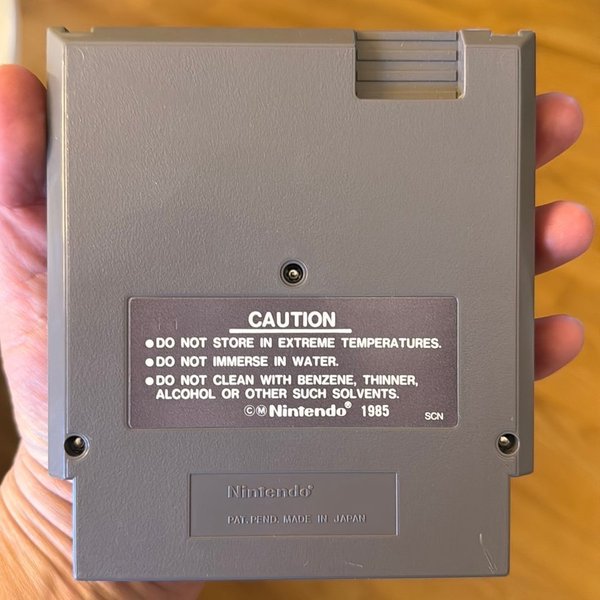 CAUTION
●DO NOT STORE IN EXTREME TEMPERATURES.
●DO NOT IMMERSE IN WATER.
●DO NOT CLEAN WITH BENZENE, THINNER,
ALCOHOL OR OTHER SUCH SOLVENTS.
©Ⓜ Nintendo® 1985 SCN
Nintendo®
PAT. PEND. MADE IN JAPAN